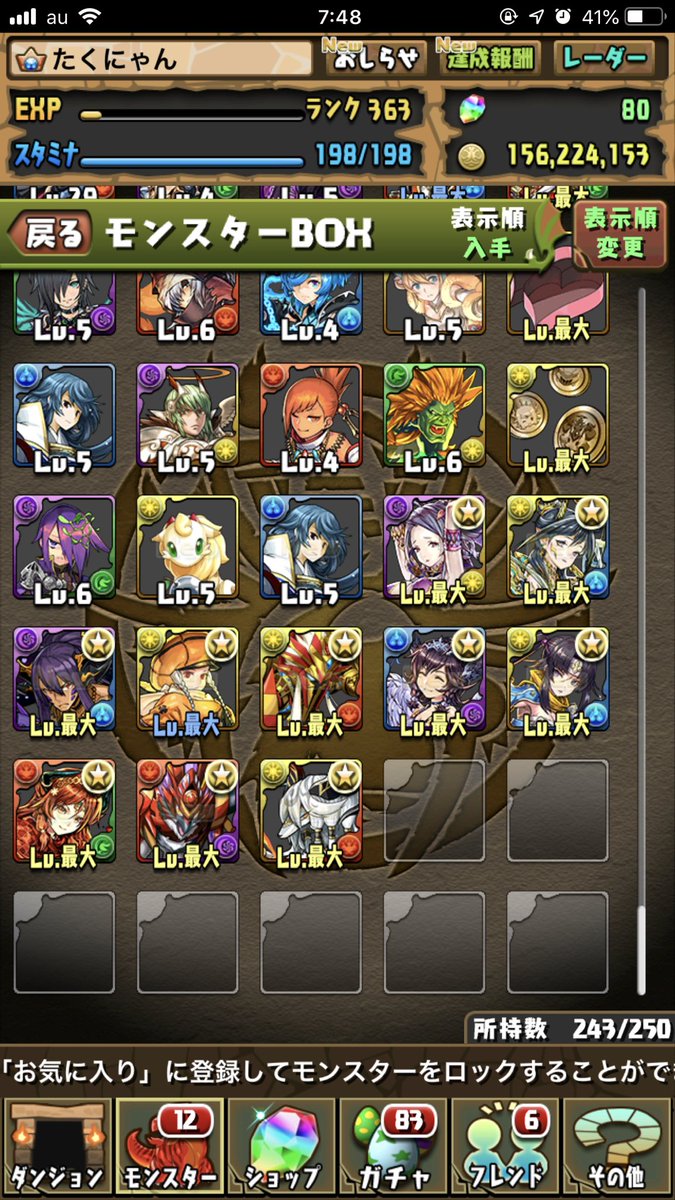 au 7:48 41%
たくにゃん New おしらせ New 達成報酬 レーダー
EXP ランク 363 80
スタミナ 198/198 156,224,153
戻る モンスターBOX 表示順 入手 表示順 変更
Lv.5 Lv.6 Lv.4 Lv.5 Lv.最大
Lv.5 Lv.5 Lv.4 Lv.6 Lv.最大
Lv.6 Lv.5 Lv.5 Lv.最大 Lv.最大
Lv.最大 Lv.最大 Lv.最大 Lv.最大 Lv.最大
Lv.最大 Lv.最大 Lv.最大
所持数 243/250
「お気に入り」に登録してモンスターをロックすることができ
12 83 6
ダンジョン モンスター ショップ ガチャ フレンド その他